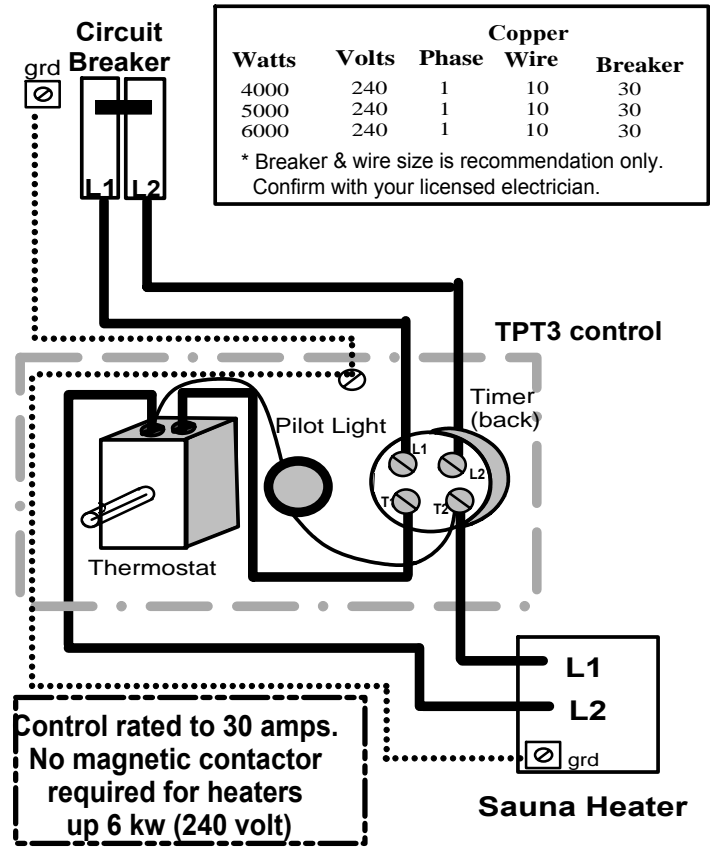 Circuit
Breaker
grd
L1 L2
Copper
Watts Volts Phase Wire Breaker
4000 240 1 10 30
5000 240 1 10 30
6000 240 1 10 30
* Breaker & wire size is recommendation only.
Confirm with your licensed electrician.
TPT3 control
Timer
(back)
Pilot Light
L1
L2
T1
T2
Thermostat
L1
L2
grd
Sauna Heater
Control rated to 30 amps.
No magnetic contactor
required for heaters
up 6 kw (240 volt)